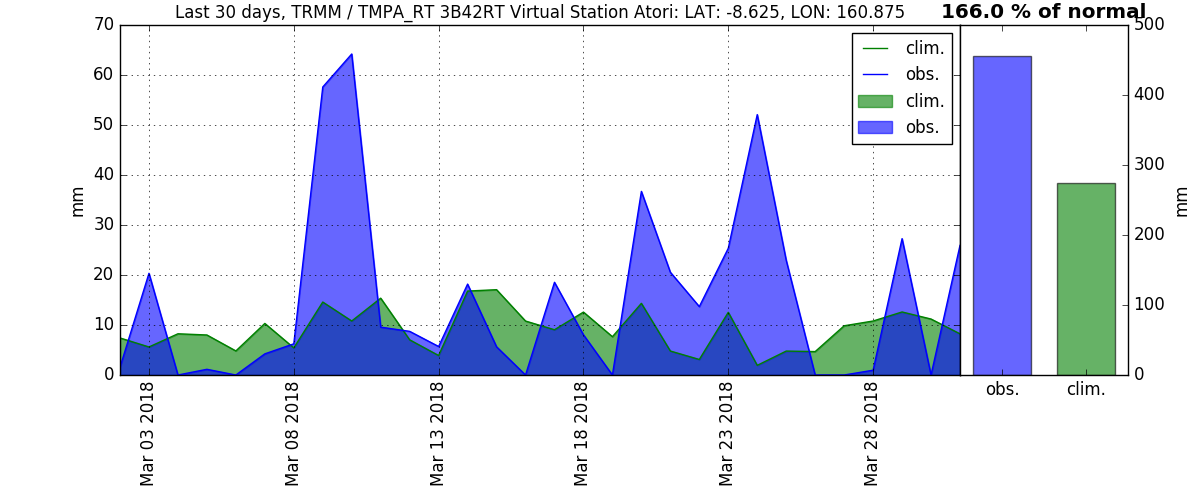 Last 30 days, TRMM / TMPA_RT 3B42RT Virtual Station Atori: LAT: -8.625, LON: 160.875
166.0 % of normal
70
60
50
40
30
20
10
0
mm
clim.
obs.
clim.
obs.
Mar 03 2018
Mar 08 2018
Mar 13 2018
Mar 18 2018
Mar 23 2018
Mar 28 2018
500
400
300
200
100
0
mm
obs.
clim.